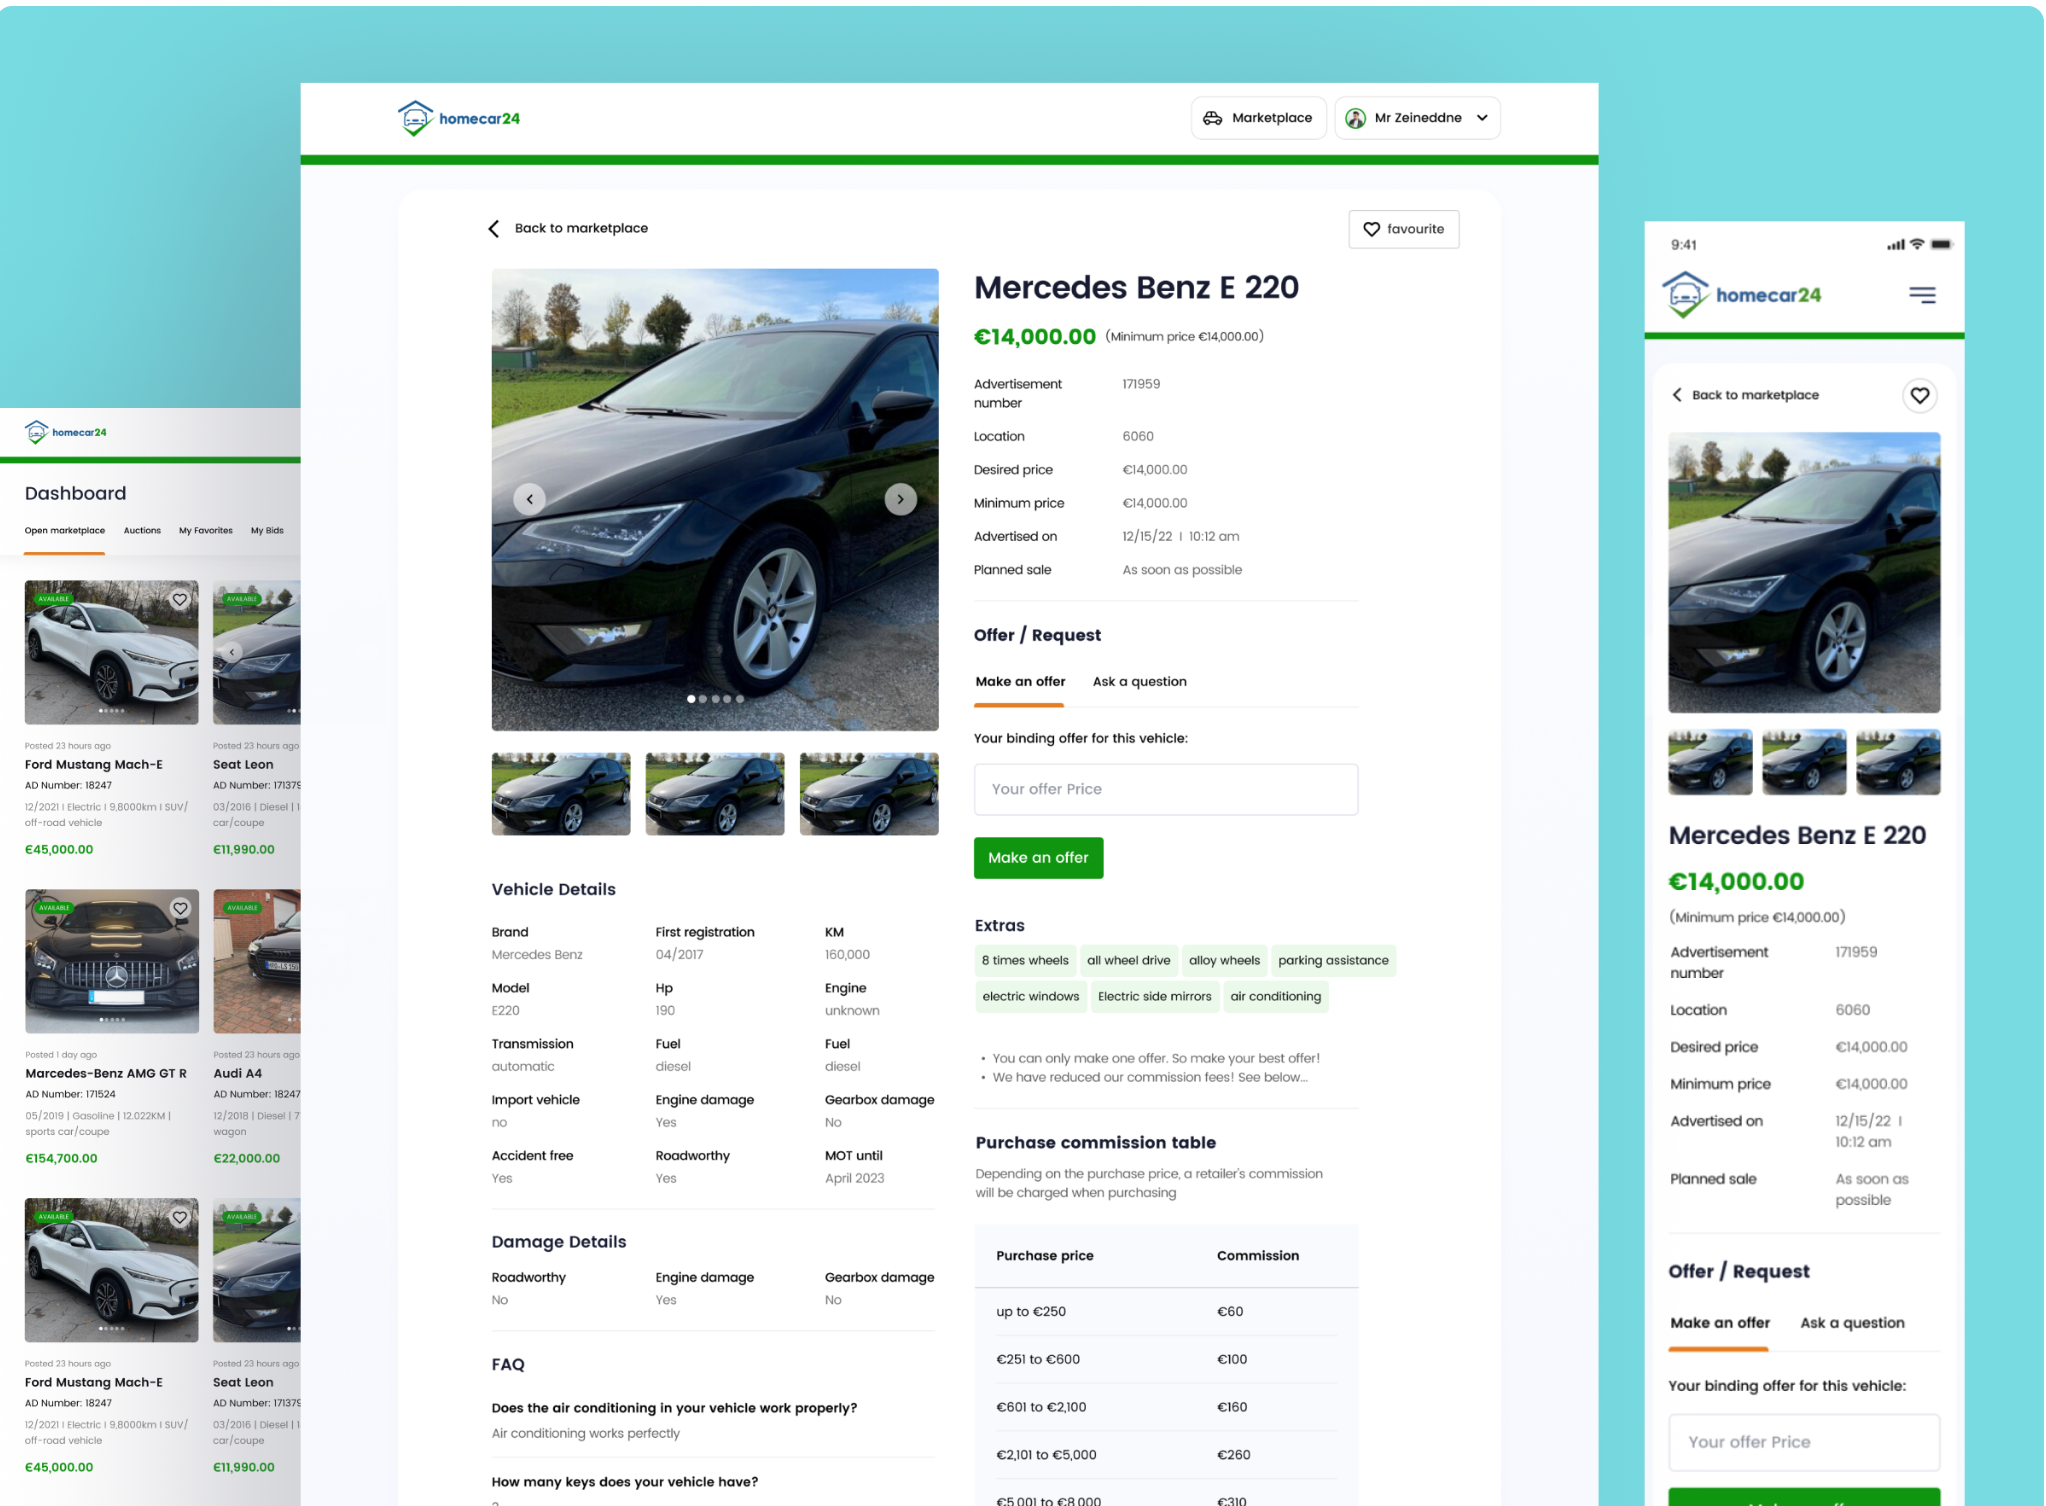 homecar24
Dashboard
Open marketplace Auctions My Favorites My Bids
AVAILABLE
AVAILABLE
Posted 23 hours ago
Ford Mustang Mach-E
AD Number: 18247
12/2021 I Electric I 9,8000km I SUV/
off-road vehicle
€45,000.00
Posted 23 hours ago
Seat Leon
AD Number: 171379
03/2016 | Diesel |
car/coupe
€11,990.00
AVAILABLE
AVAILABLE
Posted 1 day ago
Marcedes-Benz AMG GT R
AD Number: 171524
05/2019 | Gasoline | 12.022KM |
sports car/coupe
€154,700.00
Posted 23 hours ago
Audi A4
AD Number: 18247
12/2018 | Diesel | 7
wagon
€22,000.00
AVAILABLE
AVAILABLE
Posted 23 hours ago
Ford Mustang Mach-E
AD Number: 18247
12/2021 I Electric I 9,8000km I SUV/
off-road vehicle
€45,000.00
Posted 23 hours ago
Seat Leon
AD Number: 171379
03/2016 | Diesel |
car/coupe
€11,990.00
homecar24
Marketplace
Mr Zeineddne
Back to marketplace
favourite
Mercedes Benz E 220
€14,000.00 (Minimum price €14,000.00)
Advertisement number 171959
Location 6060
Desired price €14,000.00
Minimum price €14,000.00
Advertised on 12/15/22 I 10:12 am
Planned sale As soon as possible
Offer / Request
Make an offer Ask a question
Your binding offer for this vehicle:
Your offer Price
Make an offer
Extras
8 times wheels all wheel drive alloy wheels parking assistance
electric windows Electric side mirrors air conditioning
• You can only make one offer. So make your best offer!
• We have reduced our commission fees! See below...
Purchase commission table
Depending on the purchase price, a retailer's commission
will be charged when purchasing
Purchase price Commission
up to €250 €60
€251 to €600 €100
€601 to €2,100 €160
€2,101 to €5,000 €260
€5,001 to €8,000 €310
Vehicle Details
Brand First registration KM
Mercedes Benz 04/2017 160,000
Model Hp Engine
E220 190 unknown
Transmission Fuel Fuel
automatic diesel diesel
Import vehicle Engine damage Gearbox damage
no Yes No
Accident free Roadworthy MOT until
Yes Yes April 2023
Damage Details
Roadworthy Engine damage Gearbox damage
No Yes No
FAQ
Does the air conditioning in your vehicle work properly?
Air conditioning works perfectly
How many keys does your vehicle have?
9:41
homecar24
Back to marketplace
Mercedes Benz E 220
€14,000.00
(Minimum price €14,000.00)
Advertisement 171959
number
Location 6060
Desired price €14,000.00
Minimum price €14,000.00
Advertised on 12/15/22 I
10:12 am
Planned sale As soon as
possible
Offer / Request
Make an offer Ask a question
Your binding offer for this vehicle:
Your offer Price